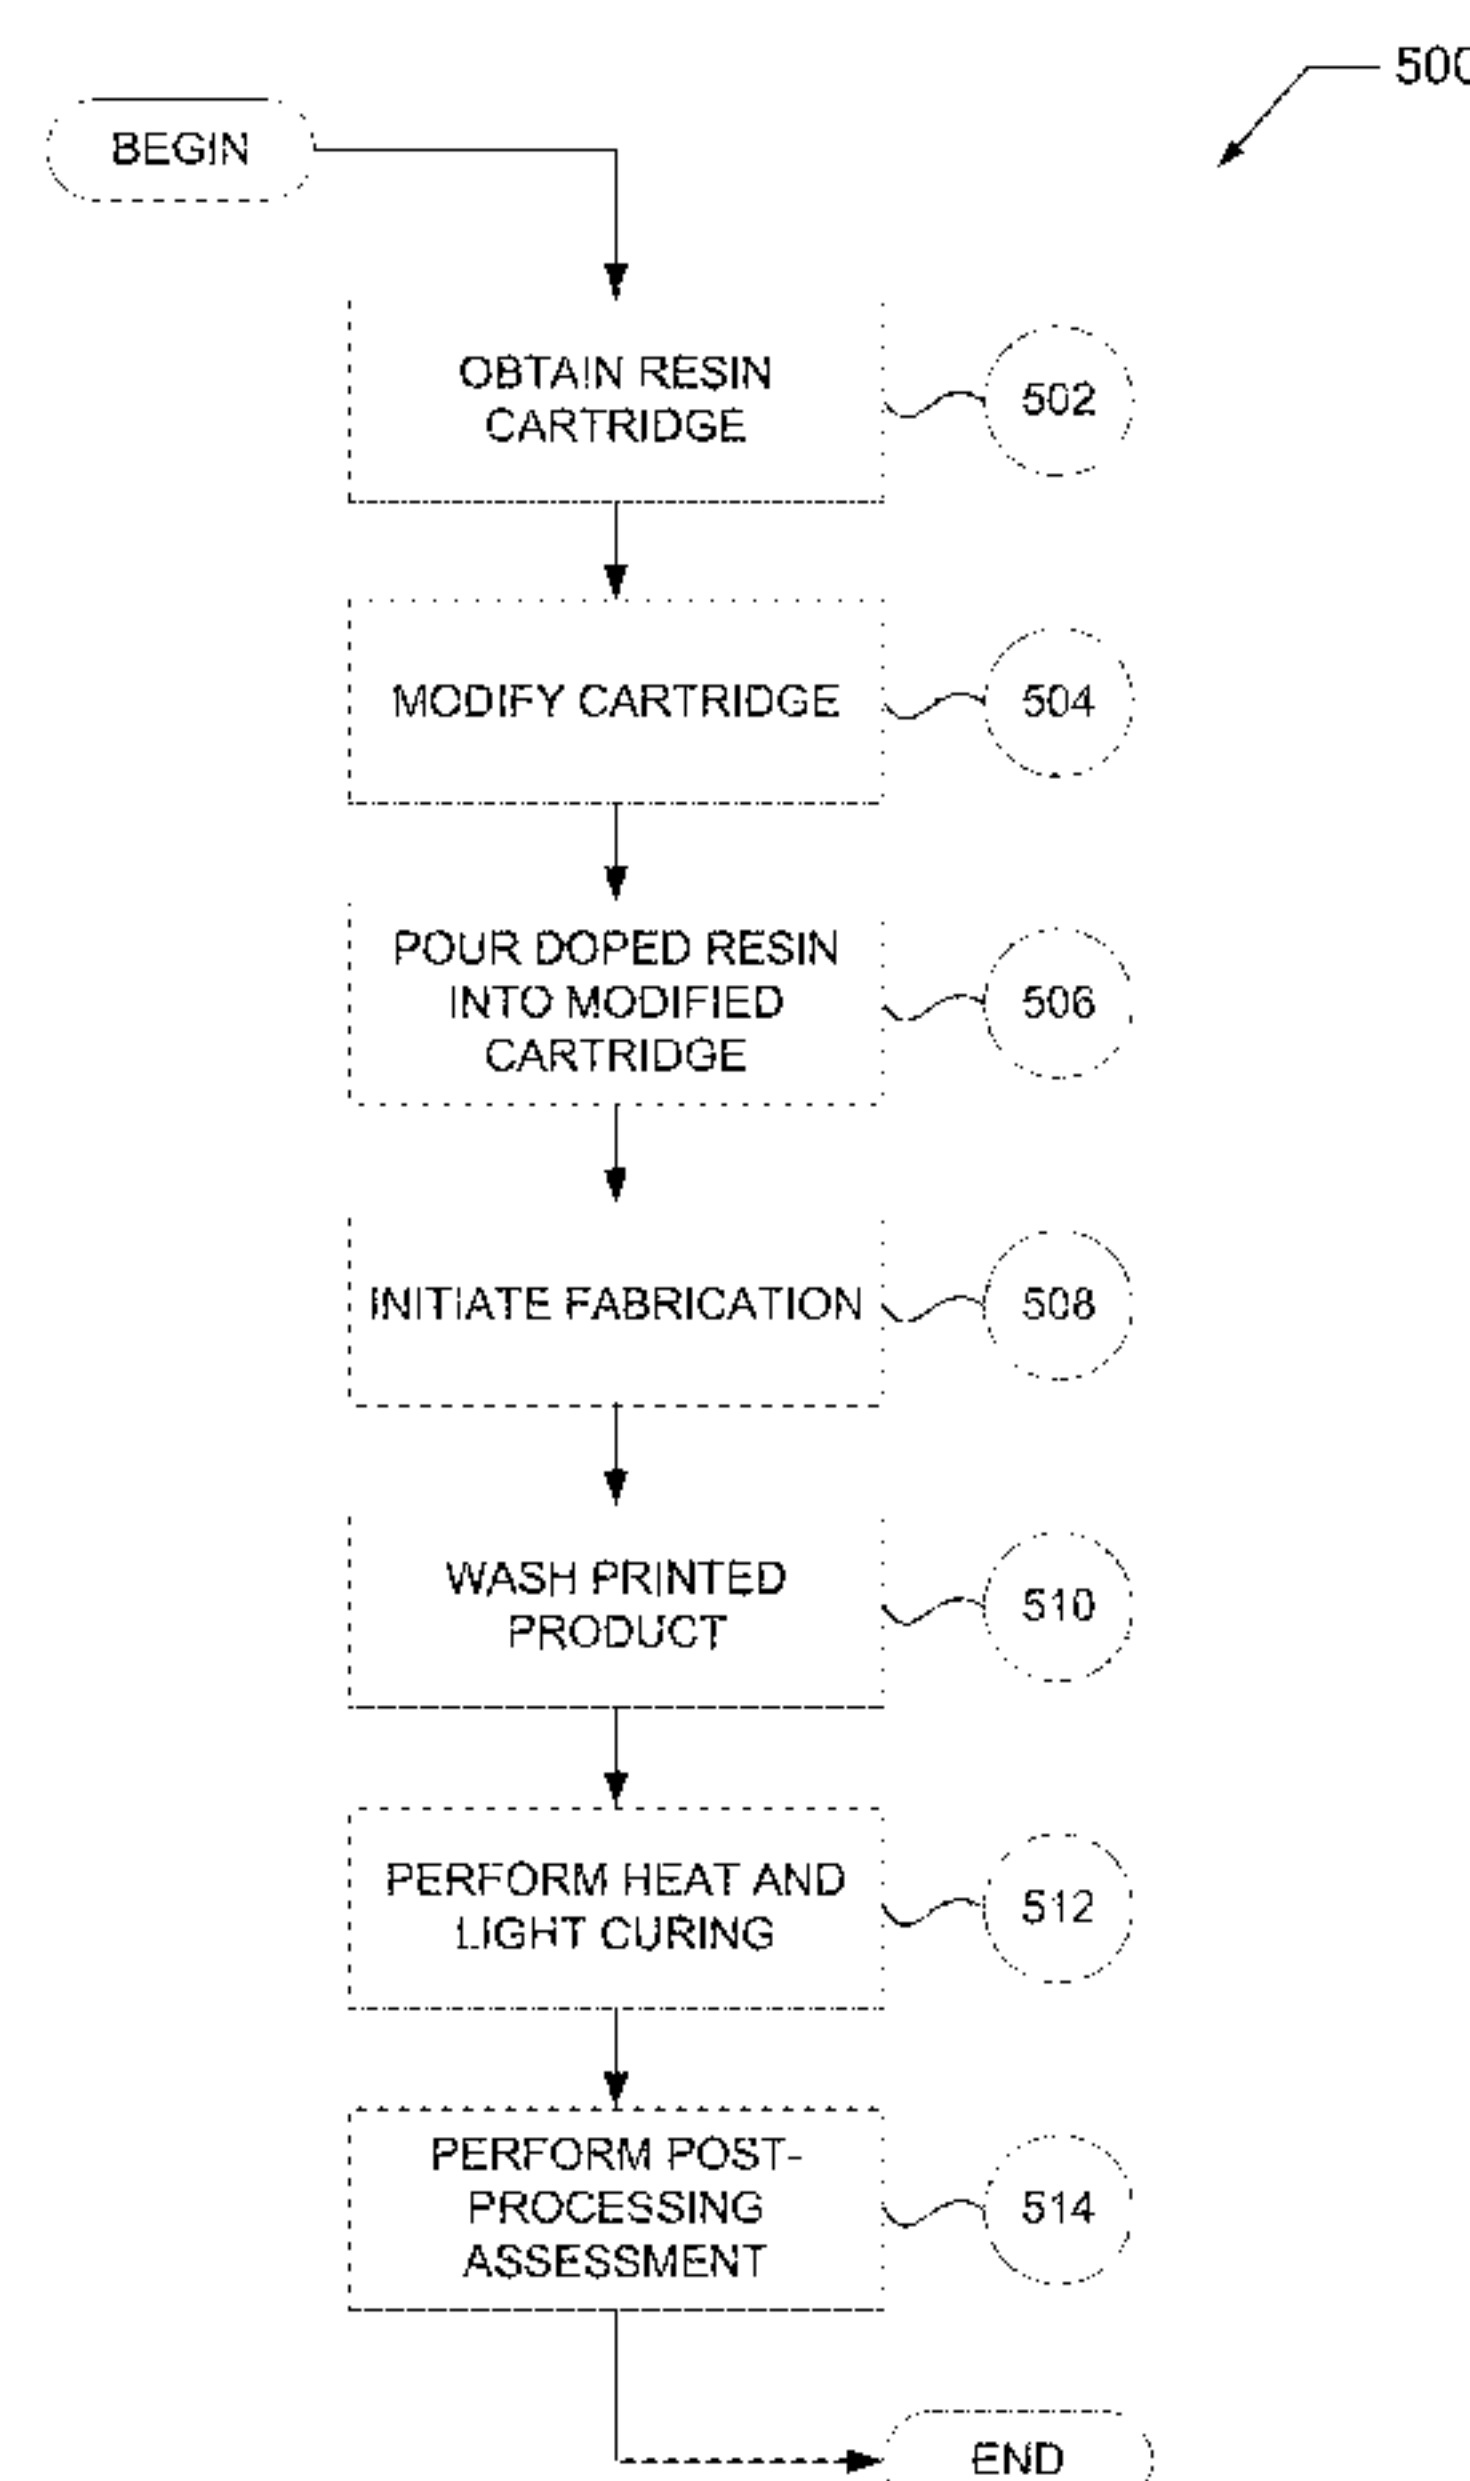 500
BEGIN
OBTAIN RESIN
CARTRIDGE
502
MODIFY CARTRIDGE
504
POUR DOPED RESIN
INTO MODIFIED
CARTRIDGE
506
INITIATE FABRICATION
508
WASH PRINTED
PRODUCT
510
PERFORM HEAT AND
LIGHT CURING
512
PERFORM POST-
PROCESSING
ASSESSMENT
514
END